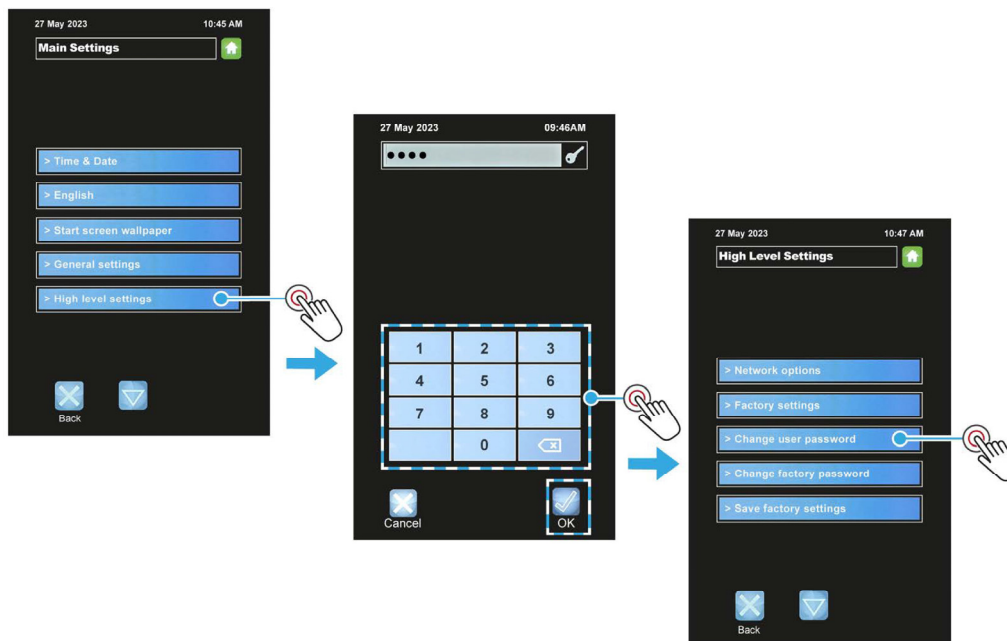 27 May 2023 10:45 AM
Main Settings
> Time & Date
> English
> Start screen wallpaper
> General settings
> High level settings
Back
27 May 2023 09:46AM
●●●●
1 2 3
4 5 6
7 8 9
0
Cancel OK
27 May 2023 10:47 AM
High Level Settings
> Network options
> Factory settings
> Change user password
> Change factory password
> Save factory settings
Back